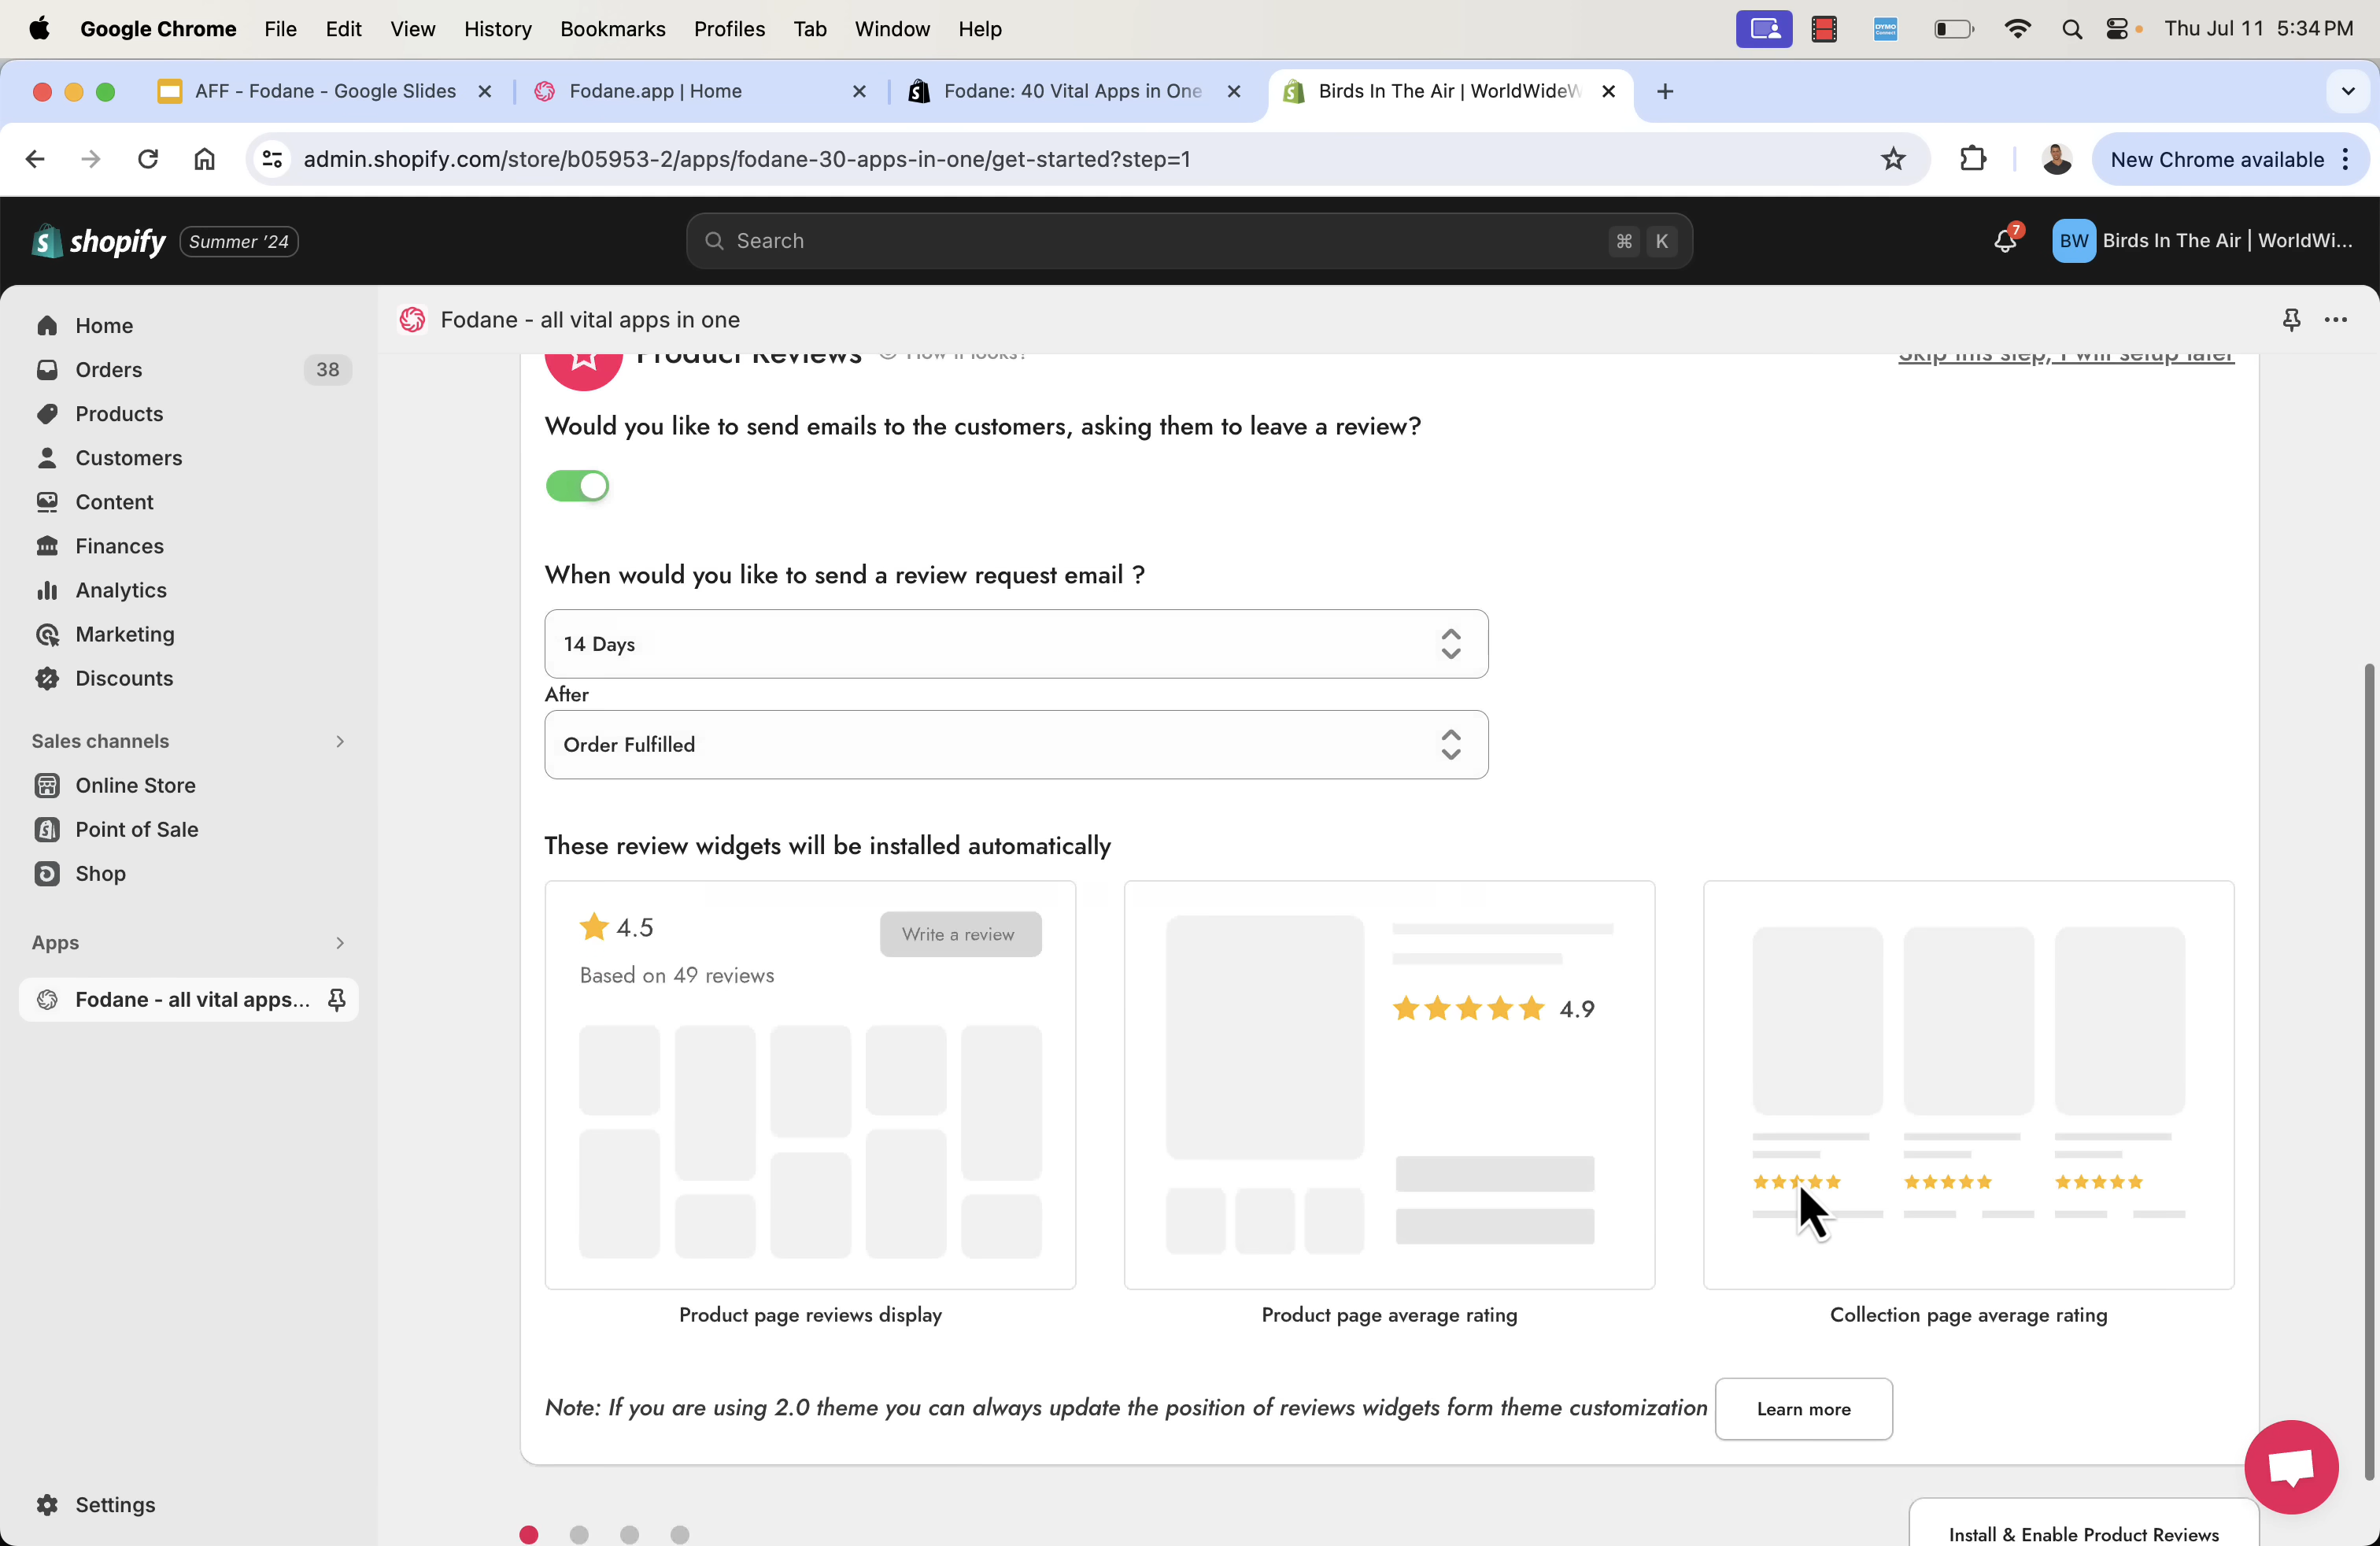 Google Chrome File Edit View History Bookmarks Profiles Tab Window Help DYMO Connect Thu Jul 11 5:34 PM
AFF - Fodane - Google Slides Fodane.app | Home Fodane: 40 Vital Apps in One Birds In The Air | WorldWideW
admin.shopify.com/store/b05953-2/apps/fodane-30-apps-in-one/get-started?step=1 New Chrome available
shopify Summer '24 Search ⌘ K 7 BW Birds In The Air | WorldWi...
Fodane - all vital apps in one
Home
Orders 38
Products
Customers
Content
Finances
Analytics
Marketing
Discounts
Sales channels
Online Store
Point of Sale
Shop
Apps
Fodane - all vital apps...
Settings
Product Reviews How it looks? Skip this step, I will setup later
Would you like to send emails to the customers, asking them to leave a review?
When would you like to send a review request email ?
14 Days
After
Order Fulfilled
These review widgets will be installed automatically
4.5 Write a review
Based on 49 reviews
4.9
Product page reviews display
Product page average rating
Collection page average rating
Note: If you are using 2.0 theme you can always update the position of reviews widgets form theme customization Learn more
Install & Enable Product Reviews